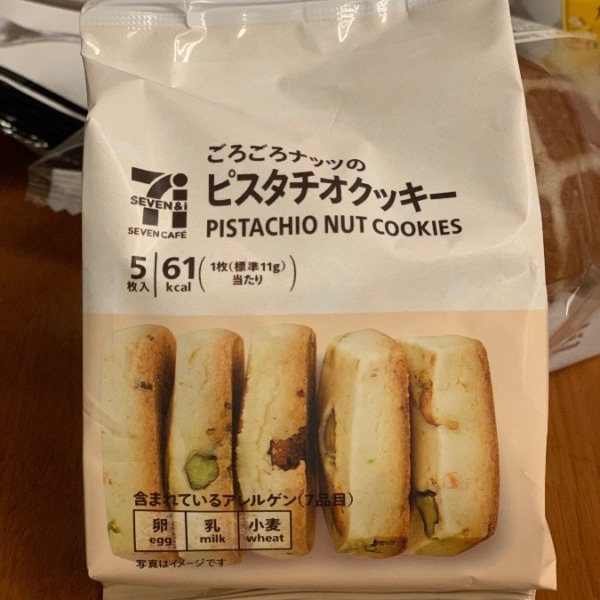 ごろごろナッツの
ピスタチオクッキー
PISTACHIO NUT COOKIES
SEVEN&i
SEVEN CAFÉ
5枚入
61kcal
1枚(標準11g)
当たり
含まれているアレルゲン(7品目)
卵 乳 小麦
egg milk wheat
写真はイメージです